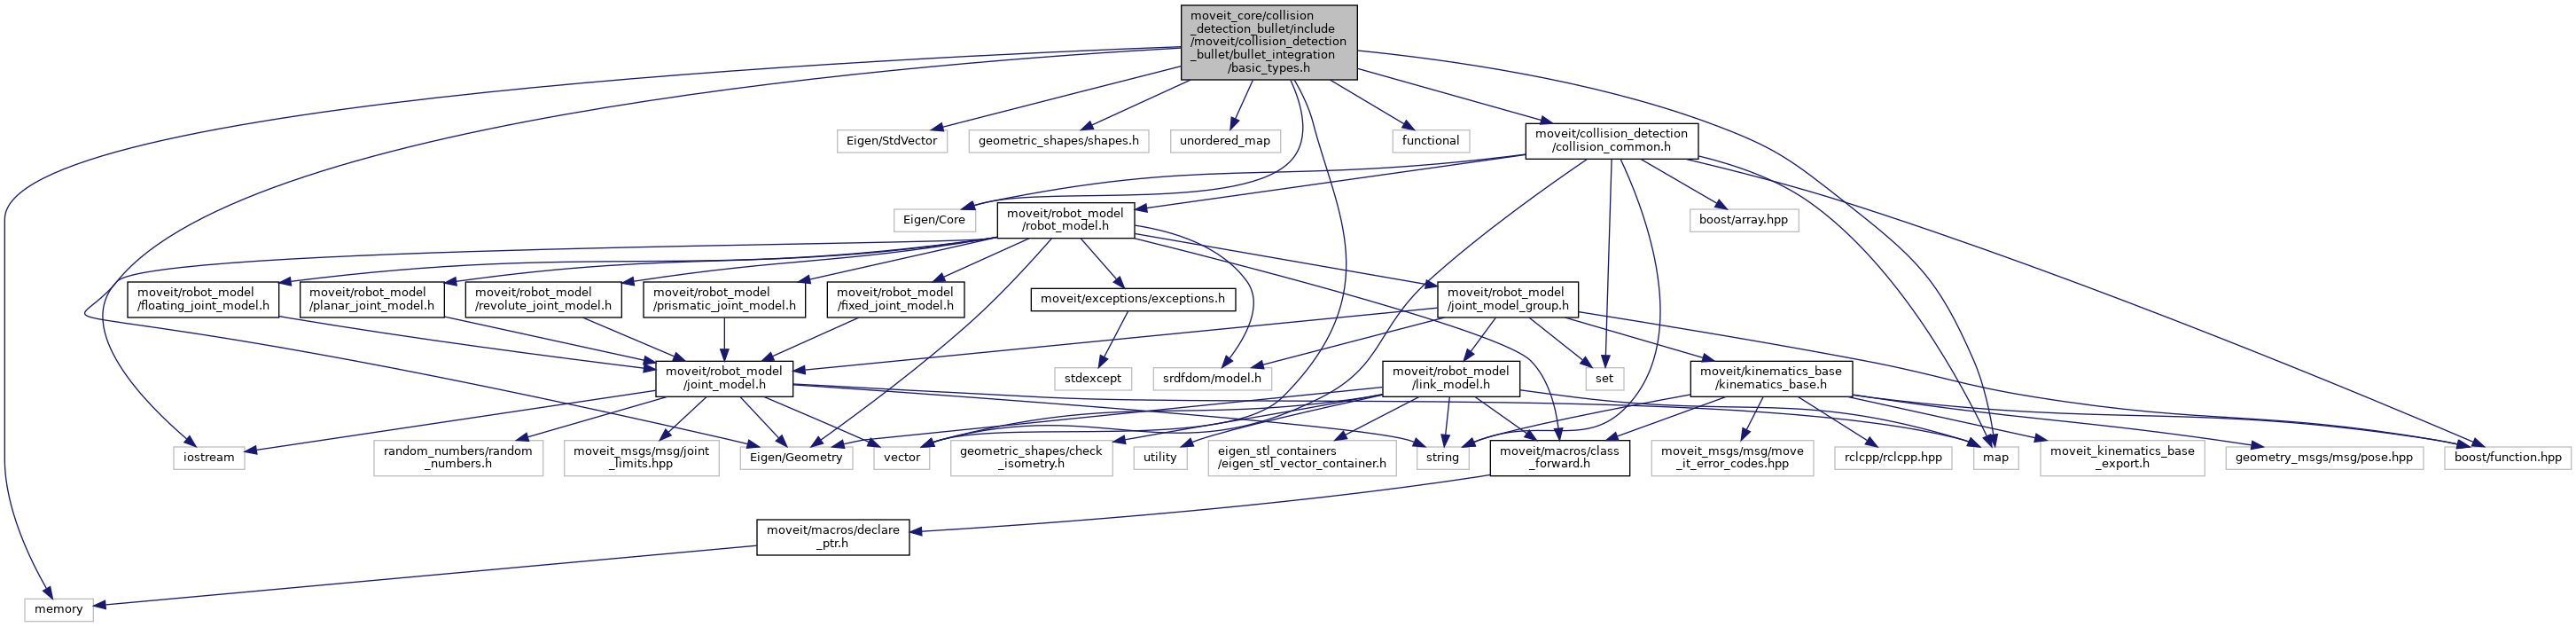 moveit_core/collision
_detection_bullet/include
/moveit/collision_detection
_bullet/bullet_integration
/basic_types.h
Eigen/StdVector
geometric_shapes/shapes.h
unordered_map
functional
moveit/collision_detection
/collision_common.h
Eigen/Core
moveit/robot_model
/robot_model.h
boost/array.hpp
moveit/robot_model
/floating_joint_model.h
moveit/robot_model
/planar_joint_model.h
moveit/robot_model
/revolute_joint_model.h
moveit/robot_model
/prismatic_joint_model.h
moveit/robot_model
/fixed_joint_model.h
moveit/exceptions/exceptions.h
moveit/robot_model
/joint_model_group.h
moveit/robot_model
/joint_model.h
stdexcept
srdfdom/model.h
moveit/robot_model
/link_model.h
set
moveit/kinematics_base
/kinematics_base.h
iostream
random_numbers/random
_numbers.h
moveit_msgs/msg/joint
_limits.hpp
Eigen/Geometry
vector
geometric_shapes/check
_isometry.h
utility
eigen_stl_containers
/eigen_stl_vector_container.h
string
moveit/macros/class
_forward.h
moveit_msgs/msg/move
_it_error_codes.hpp
rclcpp/rclcpp.hpp
map
moveit_kinematics_base
_export.h
geometry_msgs/msg/pose.hpp
boost/function.hpp
moveit/macros/declare
_ptr.h
memory